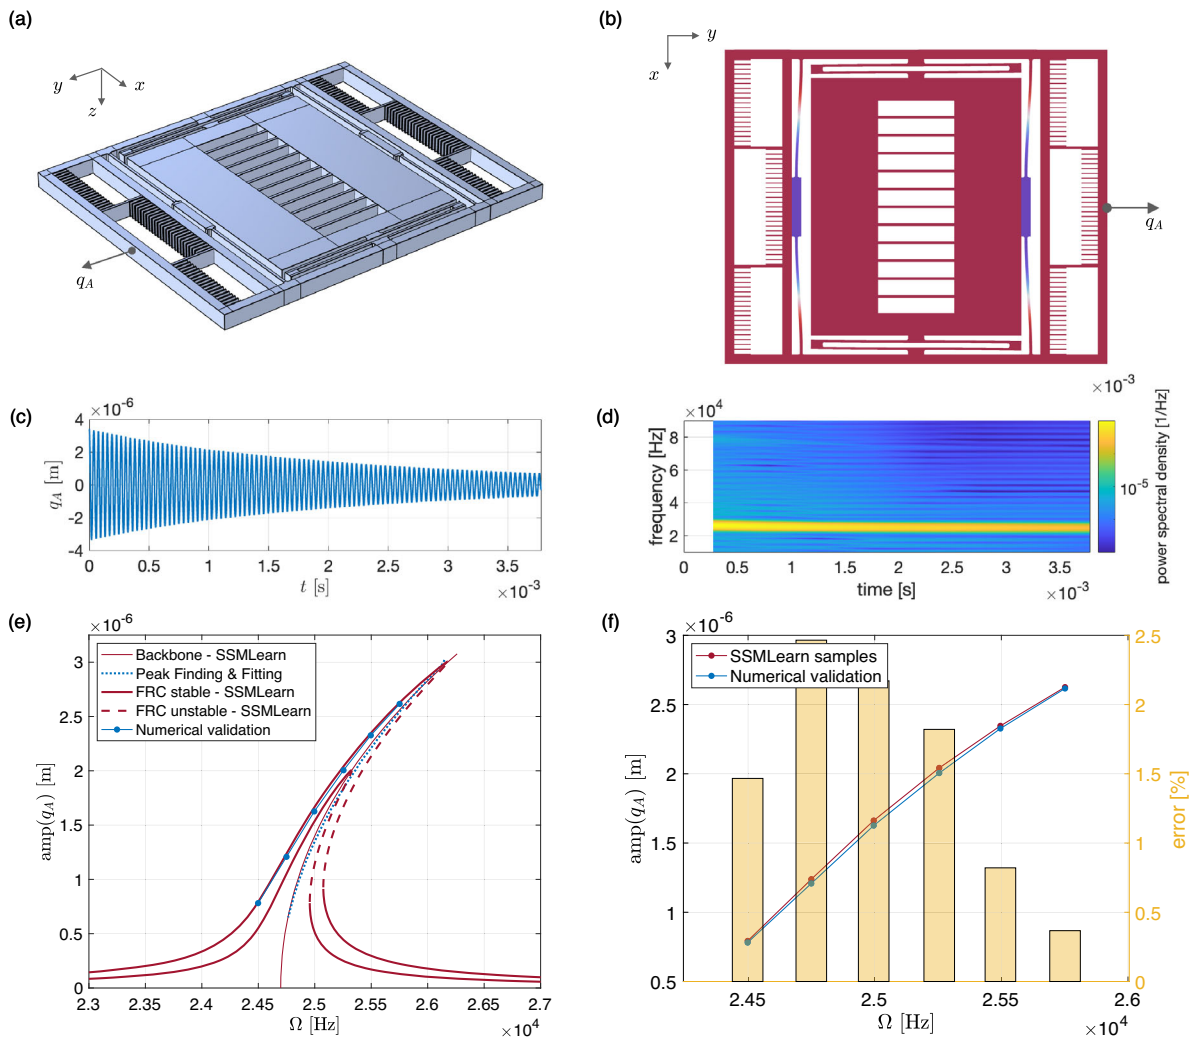 (a)
y
x
z
q_A
(b)
y
x
q_A
(c)
×10^-6
4
2
0
-2
-4
q_A [m]
0
0.5
1
1.5
2
2.5
3
3.5
t [s]
×10^-3
(d)
×10^4
8
6
4
2
frequency [Hz]
0
0.5
1
1.5
2
2.5
3
3.5
time [s]
×10^-3
×10^-3
10^-5
power spectral density [1/Hz]
(e)
×10^-6
Backbone - SSMLearn
Peak Finding & Fitting
FRC stable - SSMLearn
FRC unstable - SSMLearn
Numerical validation
3
2.5
2
1.5
1
0.5
0
amp(q_A) [m]
2.3
2.35
2.4
2.45
2.5
2.55
2.6
2.65
2.7
Ω [Hz]
×10^4
(f)
×10^-6
SSMLearn samples
Numerical validation
3
2.5
2
1.5
1
0.5
amp(q_A) [m]
2.5
2
1.5
1
0.5
0
error [%]
2.45
2.5
2.55
2.6
Ω [Hz]
×10^4